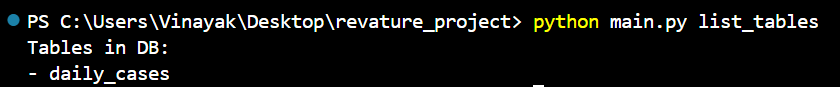 PS C:\Users\Vinayak\Desktop\revature_project> python main.py list_tables
Tables in DB:
- daily_cases